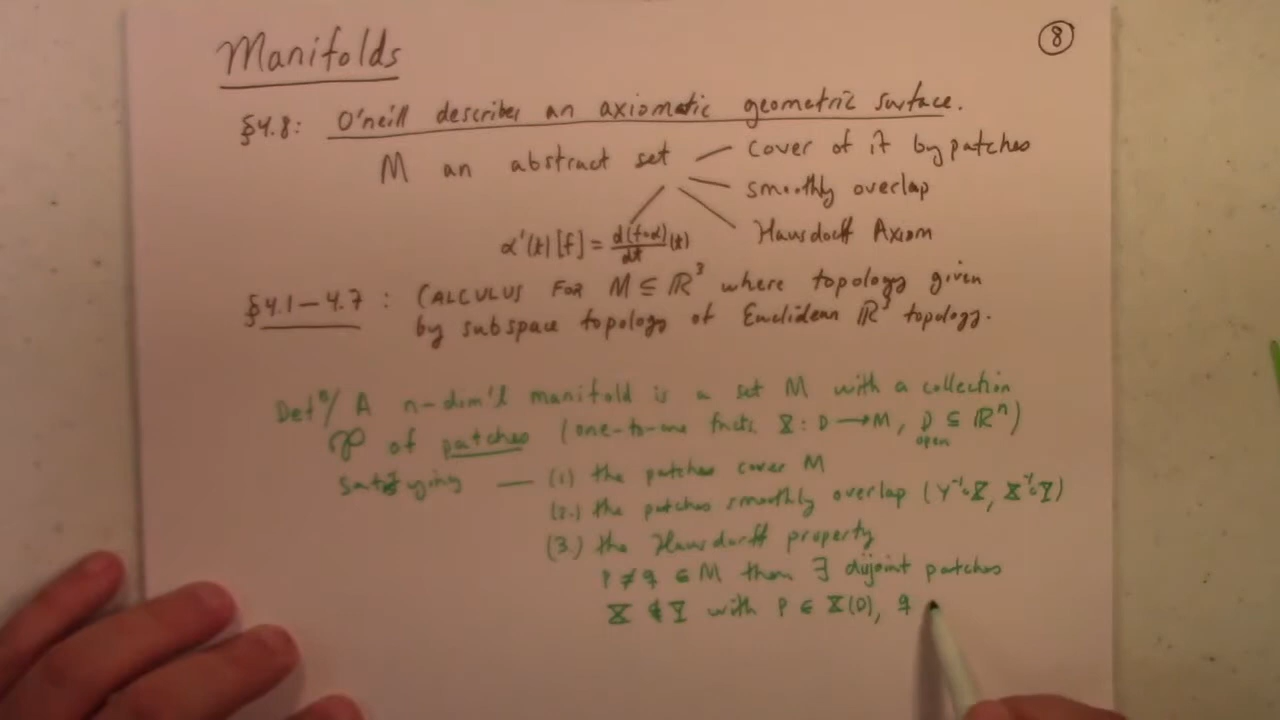 Manifolds
8
§4.8: O'neill describes an axiomatic geometric surface.
M an abstract set
cover of it by patches
smoothly overlap
Hausdorff Axiom
α'(t)[f] = d(f∘α)/dt (t)
§4.1-4.7: CALCULUS FOR M ⊆ ℝ³ where topology given
by subspace topology of Euclidean ℝ³ topology.
Defⁿ/ A n-dim'l manifold is a set M with a collection
𝒫 of patches (one-to-one fncts. X: D → M, D ⊆ ℝⁿ)
open
satisfying — (1) the patches cover M
(2.) the patches smoothly overlap (Y⁻¹∘X, X⁻¹∘Y)
(3.) the Hausdorff property
p ≠ q ∈ M then ∃ disjoint patches
X & Y with p ∈ X(D), q